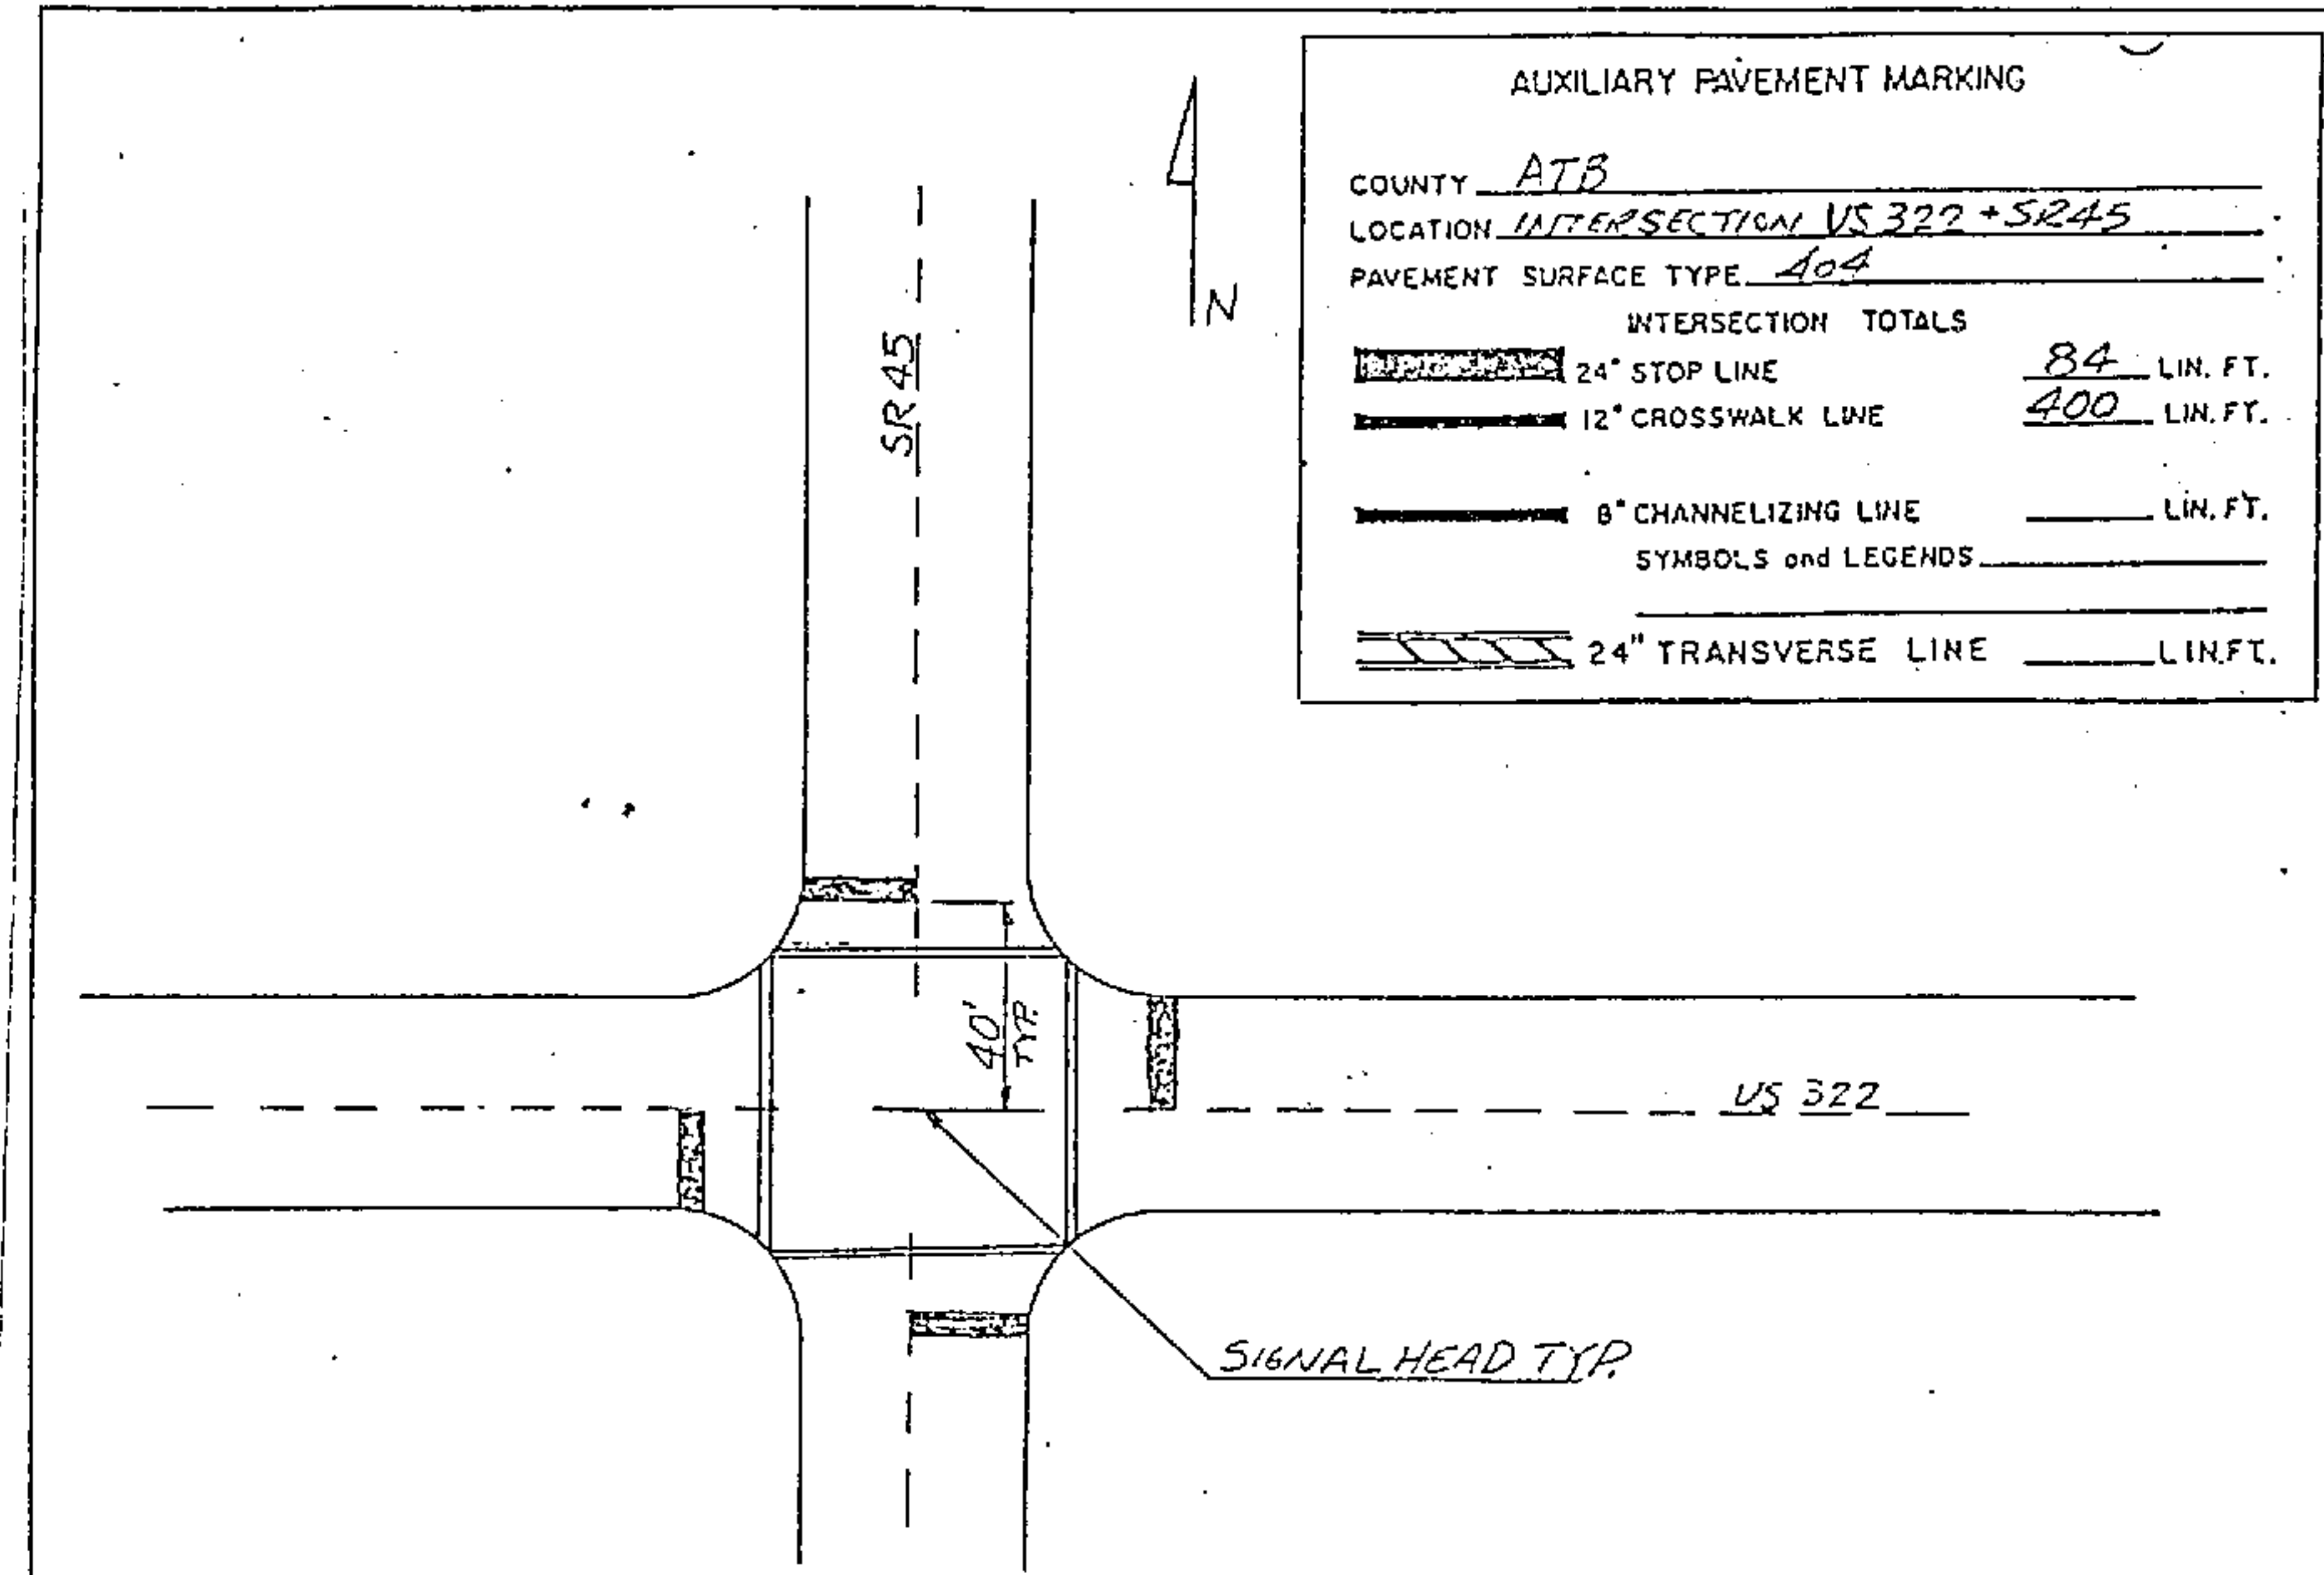 AUXILIARY PAVEMENT MARKING
COUNTY ATB
LOCATION INTERSECTION US 322 + SR45
PAVEMENT SURFACE TYPE 404
INTERSECTION TOTALS
24" STOP LINE 84 LIN. FT.
12" CROSSWALK LINE 400 LIN. FT.
8" CHANNELIZING LINE LIN. FT.
SYMBOLS and LEGENDS
24" TRANSVERSE LINE LIN. FT.
N
SR 45
40'
TYP.
US 322
SIGNAL HEAD TYP.